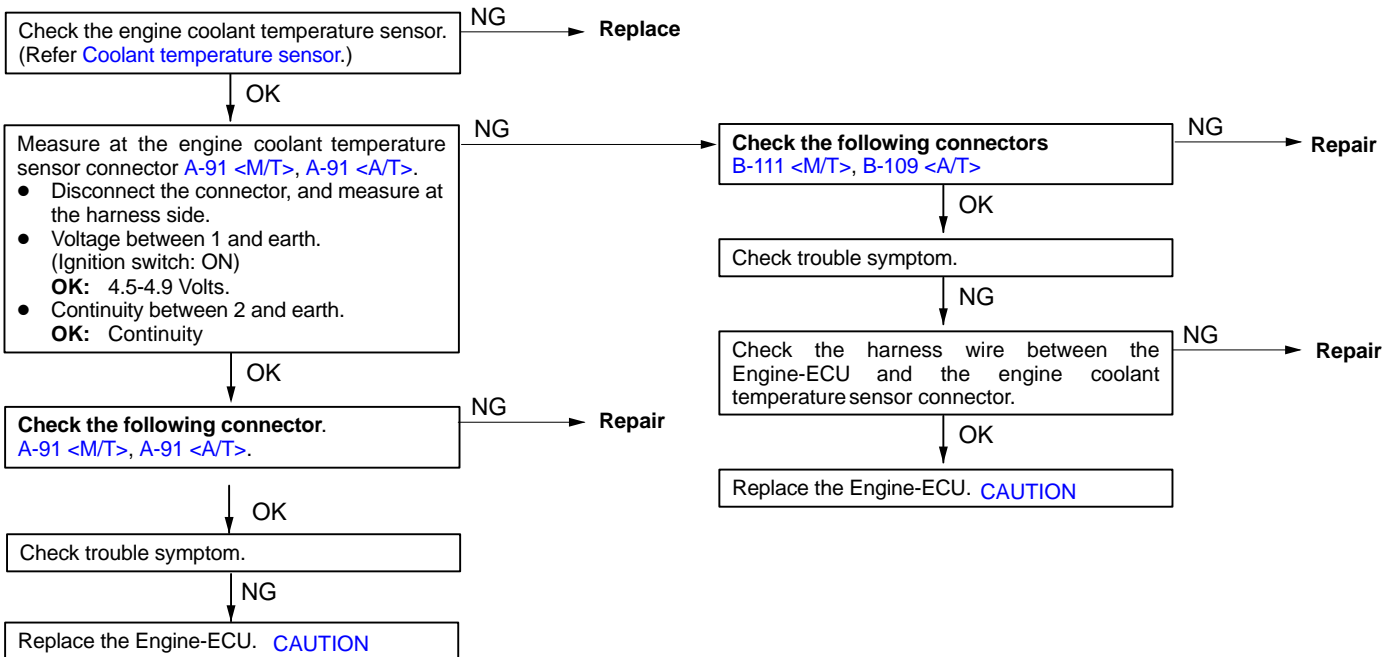 Check the engine coolant temperature sensor.
(Refer Coolant temperature sensor.)
NG
Replace
OK
Measure at the engine coolant temperature
sensor connector A-91 <M/T>, A-91 <A/T>.
● Disconnect the connector, and measure at
the harness side.
● Voltage between 1 and earth.
(Ignition switch: ON)
OK: 4.5-4.9 Volts.
● Continuity between 2 and earth.
OK: Continuity
NG
OK
Check the following connector.
A-91 <M/T>, A-91 <A/T>.
NG
Repair
OK
Check trouble symptom.
NG
Replace the Engine-ECU. CAUTION
Check the following connectors
B-111 <M/T>, B-109 <A/T>
NG
Repair
OK
Check trouble symptom.
NG
Check the harness wire between the
Engine-ECU and the engine coolant
temperature sensor connector.
NG
Repair
OK
Replace the Engine-ECU. CAUTION